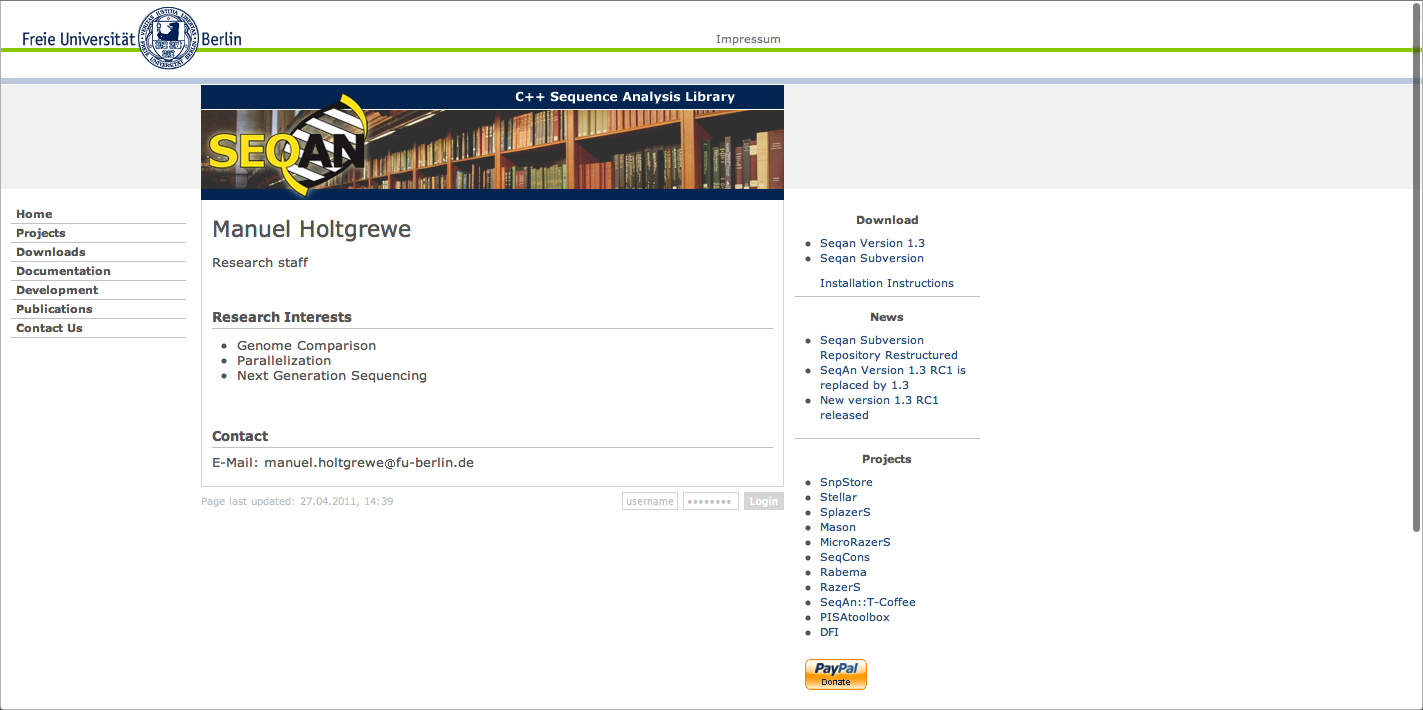 Freie Universität Berlin
Impressum
C++ Sequence Analysis Library
SEQAN
Home
Projects
Downloads
Documentation
Development
Publications
Contact Us
Manuel Holtgrewe
Research staff
Research Interests
Genome Comparison
Parallelization
Next Generation Sequencing
Contact
E-Mail: manuel.holtgrewe@fu-berlin.de
Page last updated: 27.04.2011, 14:39
username
Login
Download
Seqan Version 1.3
Seqan Subversion
Installation Instructions
News
Seqan Subversion
Repository Restructured
SeqAn Version 1.3 RC1 is
replaced by 1.3
New version 1.3 RC1
released
Projects
SnpStore
Stellar
SplazerS
Mason
MicroRazerS
SeqCons
Rabema
RazerS
SeqAn::T-Coffee
PISAtoolbox
DFI
PayPal
Donate